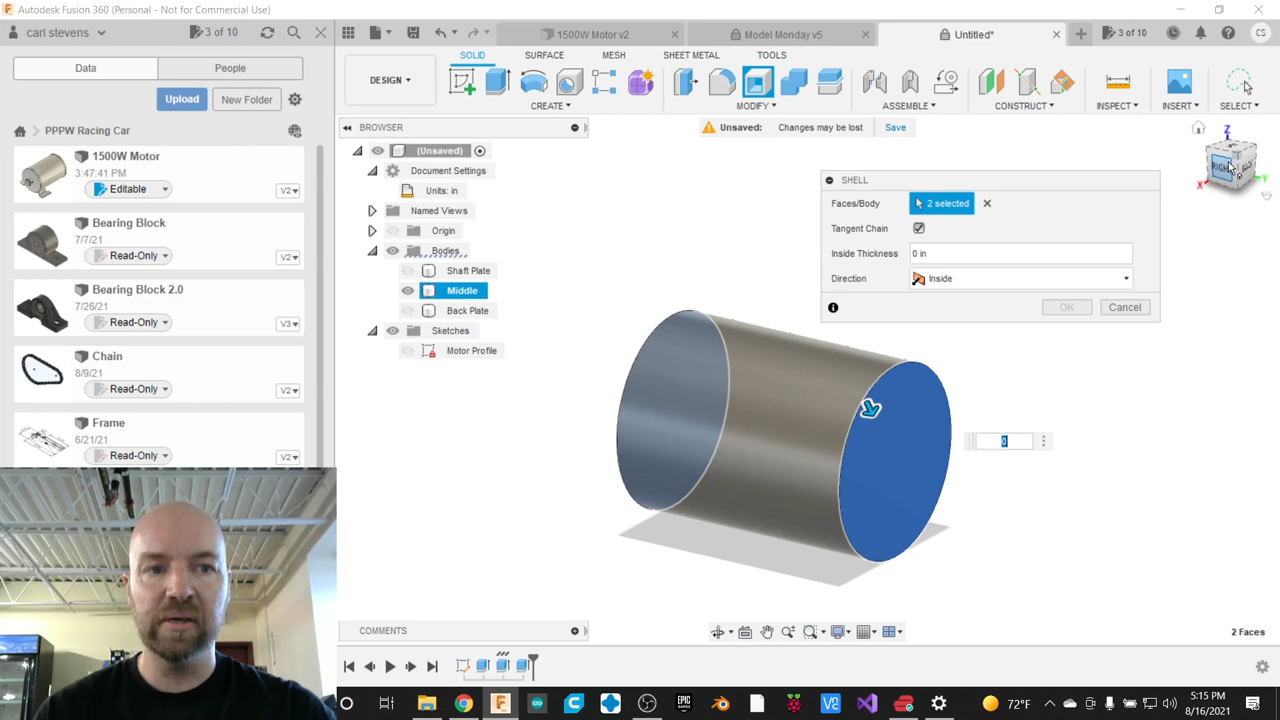 Autodesk Fusion 360 (Personal - Not for Commercial Use)
carl stevens
3 of 10
1500W Motor v2
Model Monday v5
Untitled*
3 of 10
CS
Data
People
SOLID
SURFACE
MESH
SHEET METAL
TOOLS
DESIGN
Upload
New Folder
CREATE
MODIFY
ASSEMBLE
CONSTRUCT
INSPECT
INSERT
SELECT
PPPW Racing Car
BROWSER
Unsaved:
Changes may be lost
Save
1500W Motor
3:47:41 PM
Editable
V2
(Unsaved)
Document Settings
Units: in
Named Views
Origin
Bodies
Shaft Plate
Middle
Back Plate
Sketches
Motor Profile
Z
RIGHT
X
Y
SHELL
Faces/Body
2 selected
Tangent Chain
Inside Thickness
0 in
Direction
Inside
OK
Cancel
Bearing Block
7/7/21
Read-Only
V2
Bearing Block 2.0
7/26/21
Read-Only
V3
Chain
8/9/21
Read-Only
V2
Frame
6/21/21
Read-Only
V2
0
COMMENTS
2 Faces
72°F
5:15 PM
8/16/2021